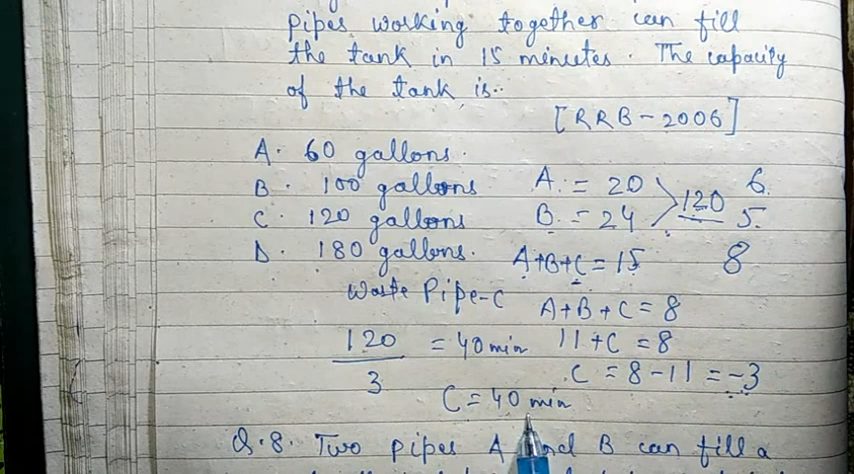 pipes working together can fill
the tank in 15 minutes. The capacity
of the tank is..
[RRB-2006]
A. 60 gallons.
B. 100 gallons
C. 120 gallons
D. 180 gallons.
A. = 20
B. = 24
120
6
5
A+B+C = 15
8
Waste Pipe-C
A+B+C = 8
120
3
= 40 min
11+C = 8
C = 8-11 = -3
C = 40 min
Q.8. Two pipes A and B can fill a